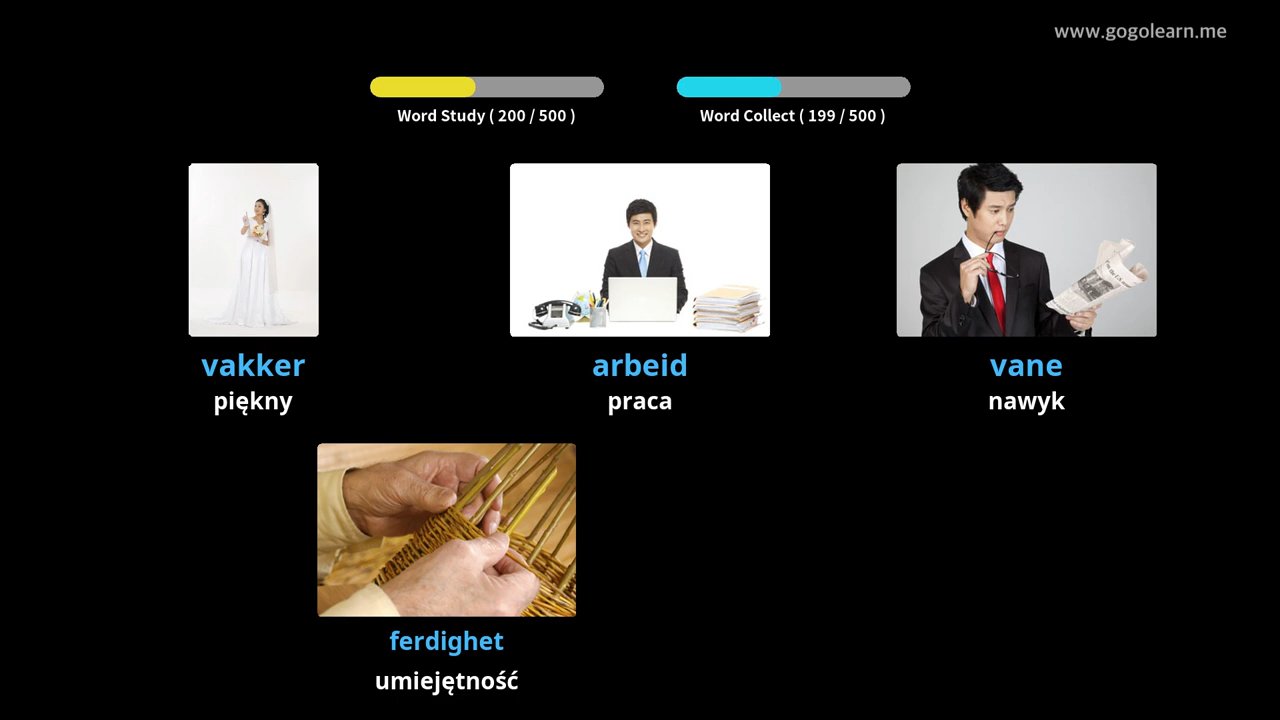 www.gogolearn.me
Word Study ( 200 / 500 )
Word Collect ( 199 / 500 )
vakker
piękny
arbeid
praca
vane
nawyk
ferdighet
umiejętność